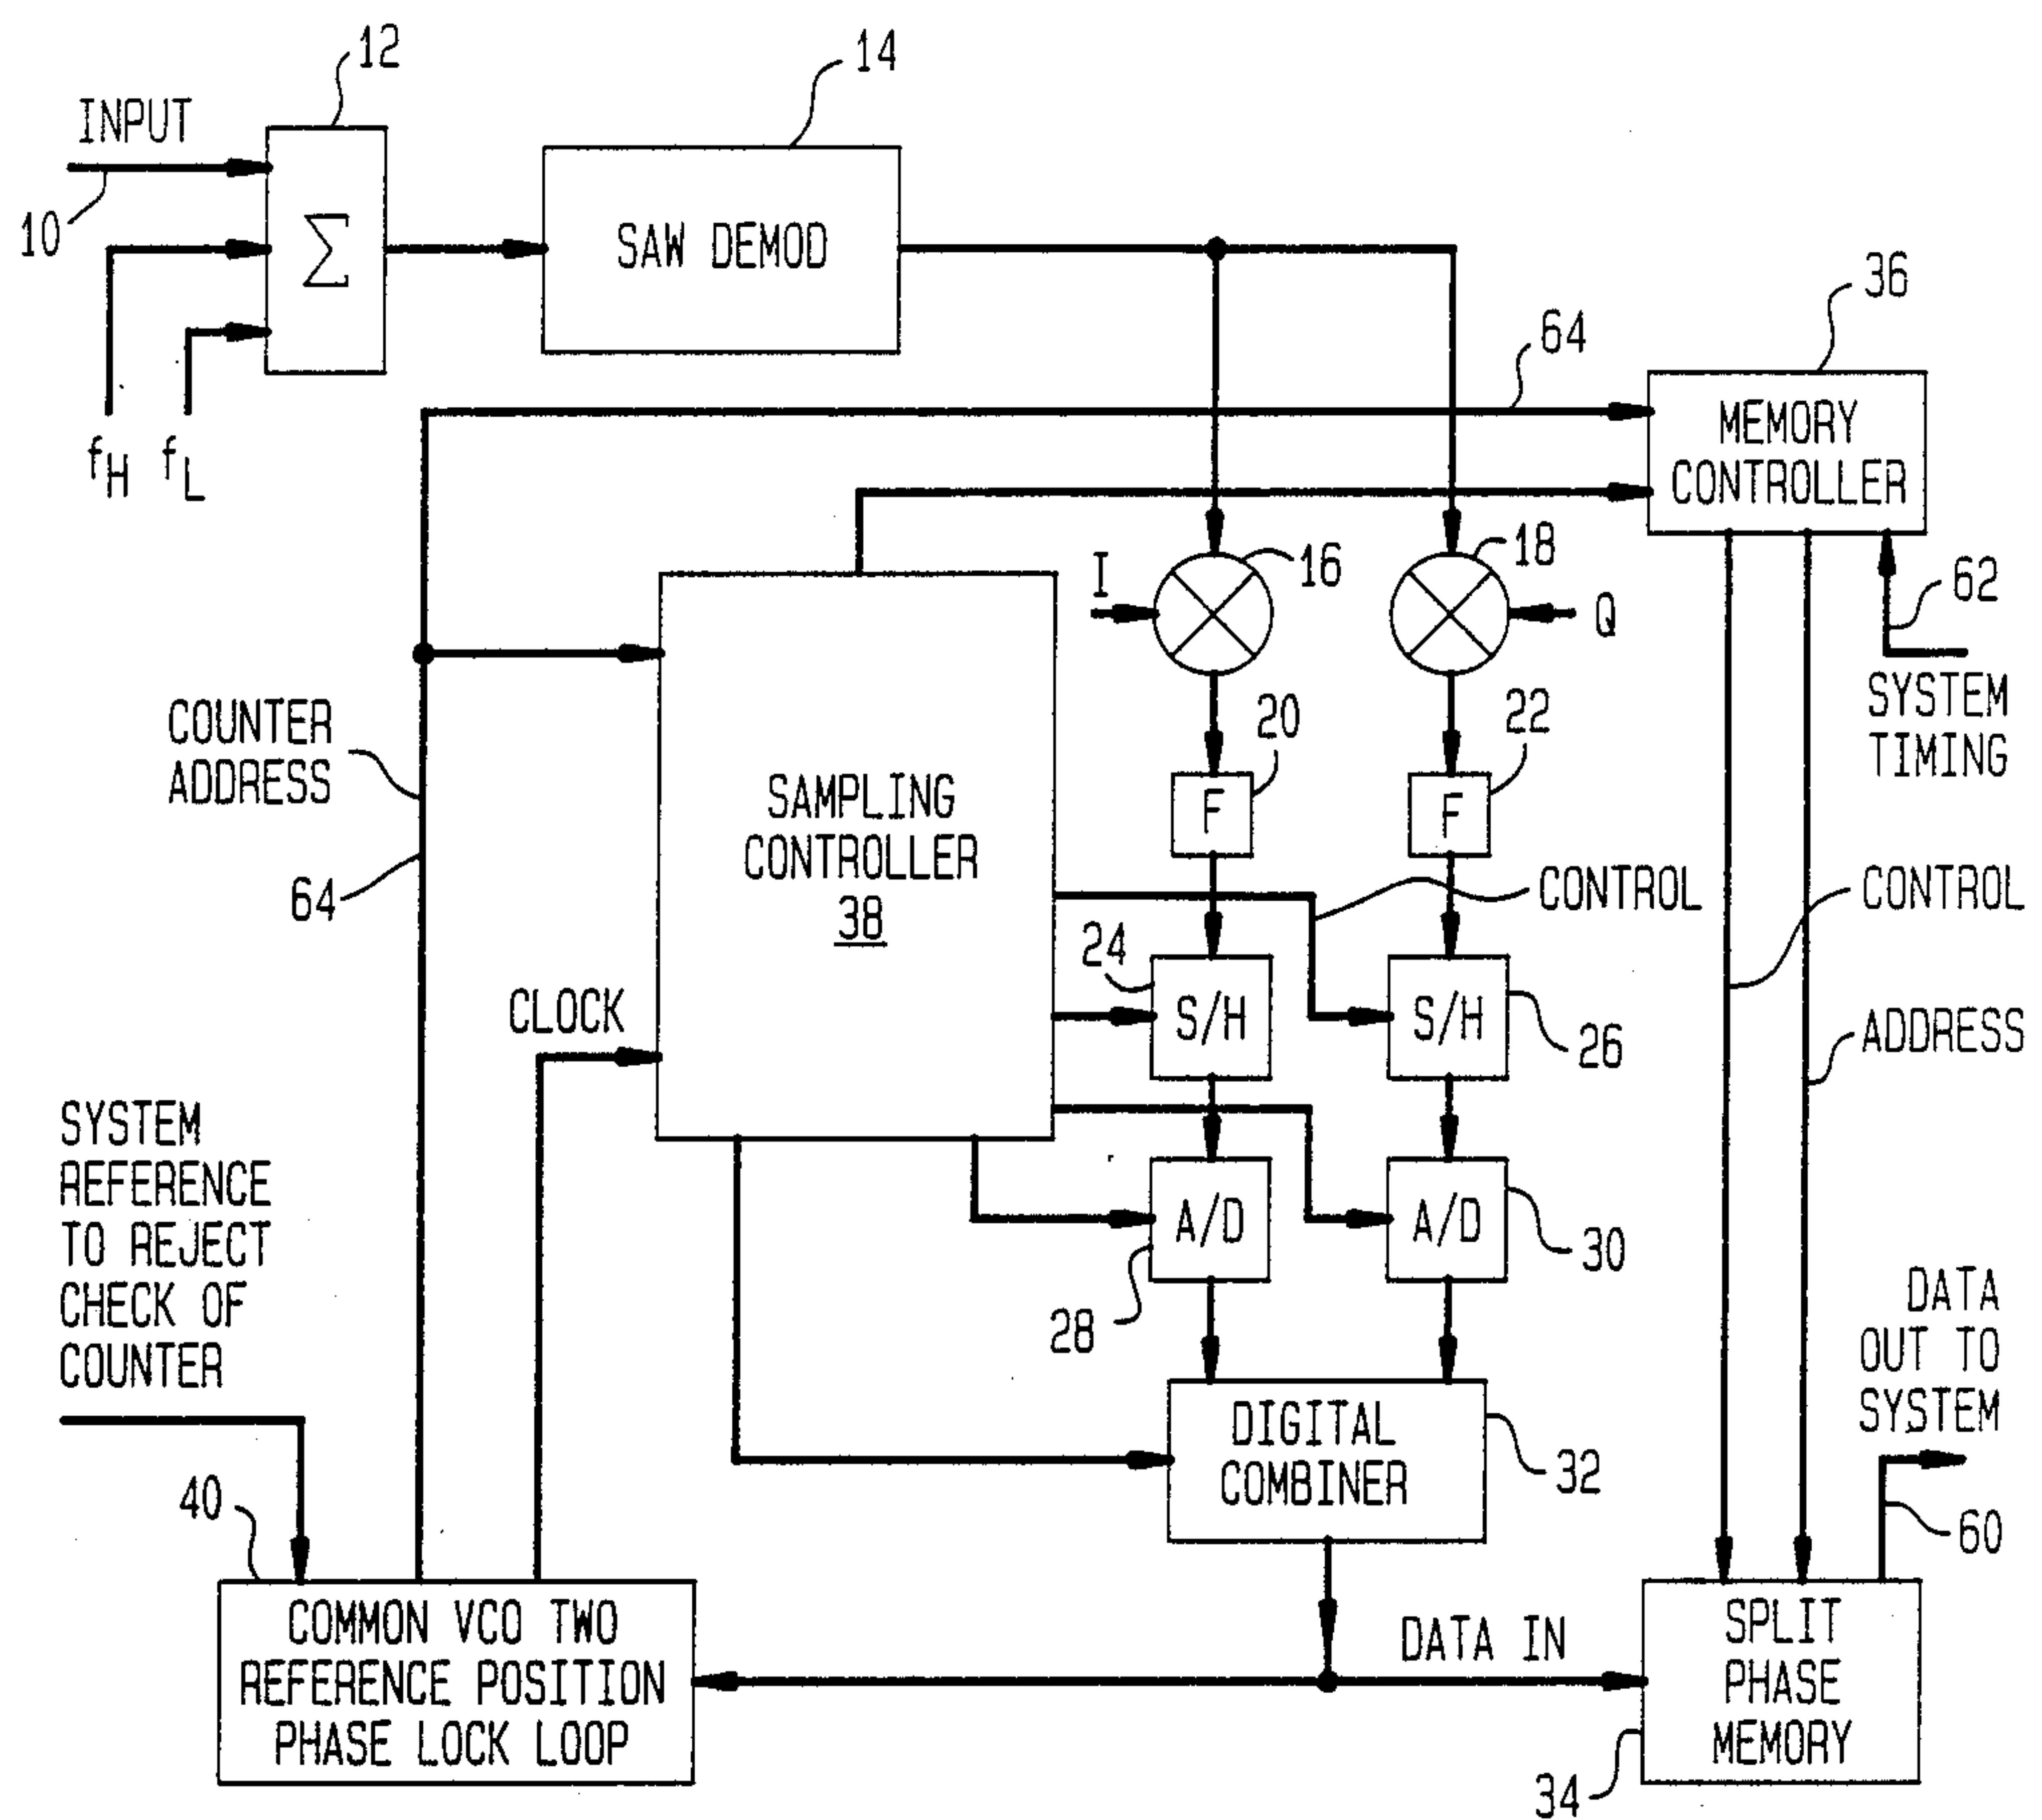 12
14
INPUT
10
Σ
SAW DEMOD
36
64
fH fL
MEMORY
CONTROLLER
I
16
18
Q
62
SYSTEM
TIMING
COUNTER
ADDRESS
20
22
F
F
SAMPLING
CONTROLLER
38
64
CONTROL
CONTROL
24
S/H
S/H
26
CLOCK
ADDRESS
SYSTEM
REFERENCE
TO REJECT
CHECK OF
COUNTER
A/D
A/D
28
30
DATA
OUT TO
SYSTEM
DIGITAL
COMBINER
32
40
60
COMMON VCO TWO
REFERENCE POSITION
PHASE LOCK LOOP
DATA IN
SPLIT
PHASE
MEMORY
34